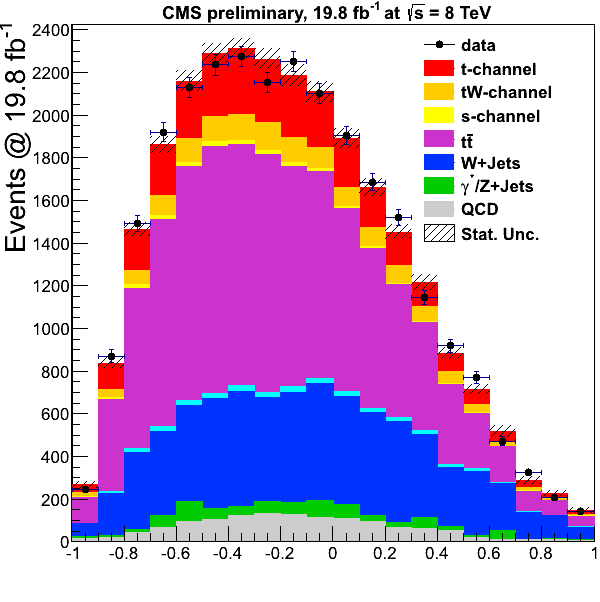 CMS preliminary, 19.8 fb⁻¹ at √s = 8 TeV
Events @ 19.8 fb⁻¹
2400
2200
2000
1800
1600
1400
1200
1000
800
600
400
200
0
data
t-channel
tW-channel
s-channel
tt̄
W+Jets
γ*/Z+Jets
QCD
Stat. Unc.
-1 -0.8 -0.6 -0.4 -0.2 0 0.2 0.4 0.6 0.8 1